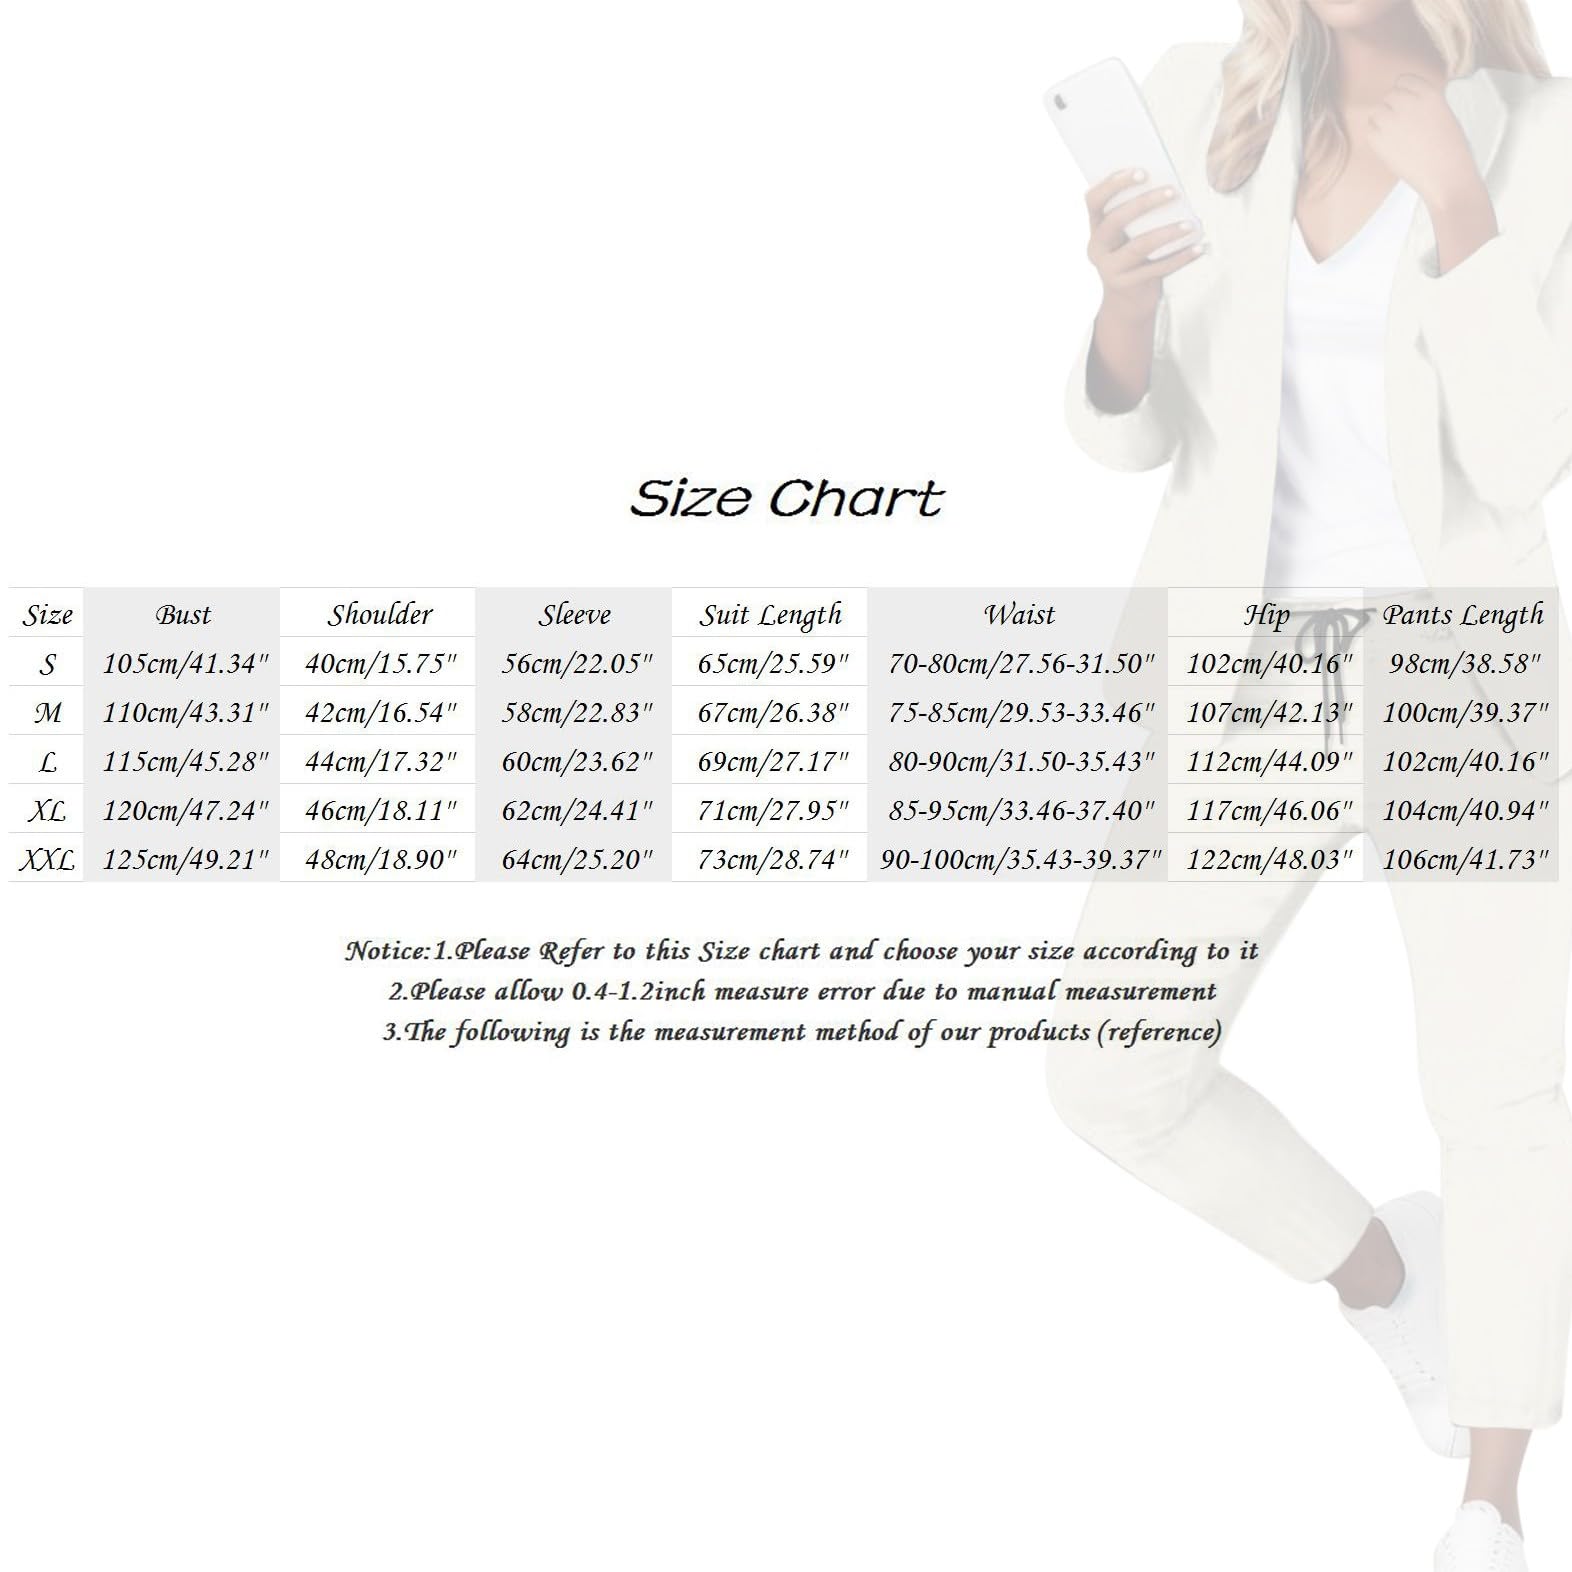 Size Chart
Size Bust Shoulder Sleeve Suit Length Waist Hip Pants Length
S 105cm/41.34" 40cm/15.75" 56cm/22.05" 65cm/25.59" 70-80cm/27.56-31.50" 102cm/40.16" 98cm/38.58"
M 110cm/43.31" 42cm/16.54" 58cm/22.83" 67cm/26.38" 75-85cm/29.53-33.46" 107cm/42.13" 100cm/39.37"
L 115cm/45.28" 44cm/17.32" 60cm/23.62" 69cm/27.17" 80-90cm/31.50-35.43" 112cm/44.09" 102cm/40.16"
XL 120cm/47.24" 46cm/18.11" 62cm/24.41" 71cm/27.95" 85-95cm/33.46-37.40" 117cm/46.06" 104cm/40.94"
XXL 125cm/49.21" 48cm/18.90" 64cm/25.20" 73cm/28.74" 90-100cm/35.43-39.37" 122cm/48.03" 106cm/41.73"
Notice:1.Please Refer to this Size chart and choose your size according to it
2.Please allow 0.4-1.2inch measure error due to manual measurement
3.The following is the measurement method of our products (reference)